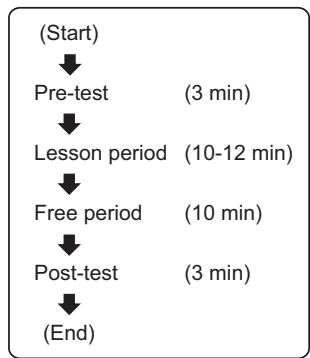 (Start)
Pre-test (3 min)
Lesson period (10-12 min)
Free period (10 min)
Post-test (3 min)
(End)